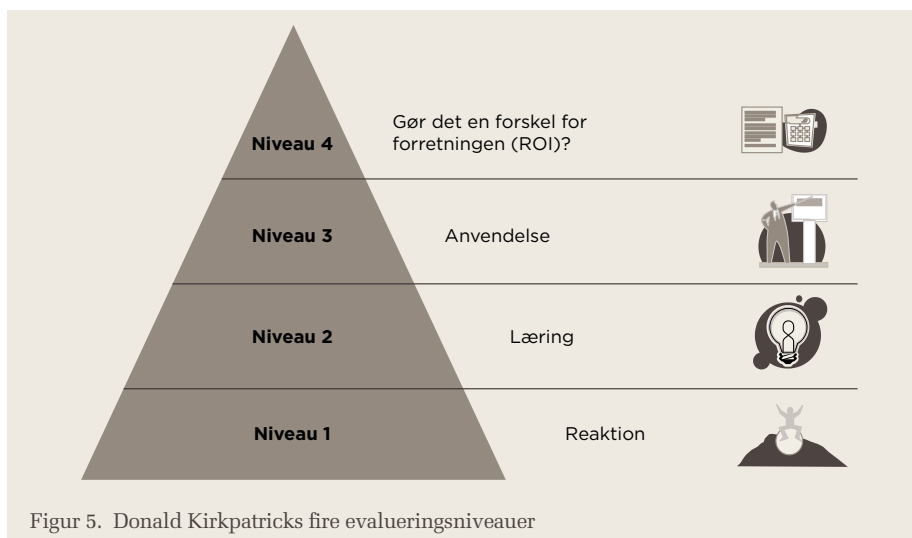 Niveau 4
Gør det en forskel for
forretningen (ROI)?
Niveau 3
Anvendelse
Niveau 2
Læring
Niveau 1
Reaktion
Figur 5. Donald Kirkpatricks fire evalueringsniveauer